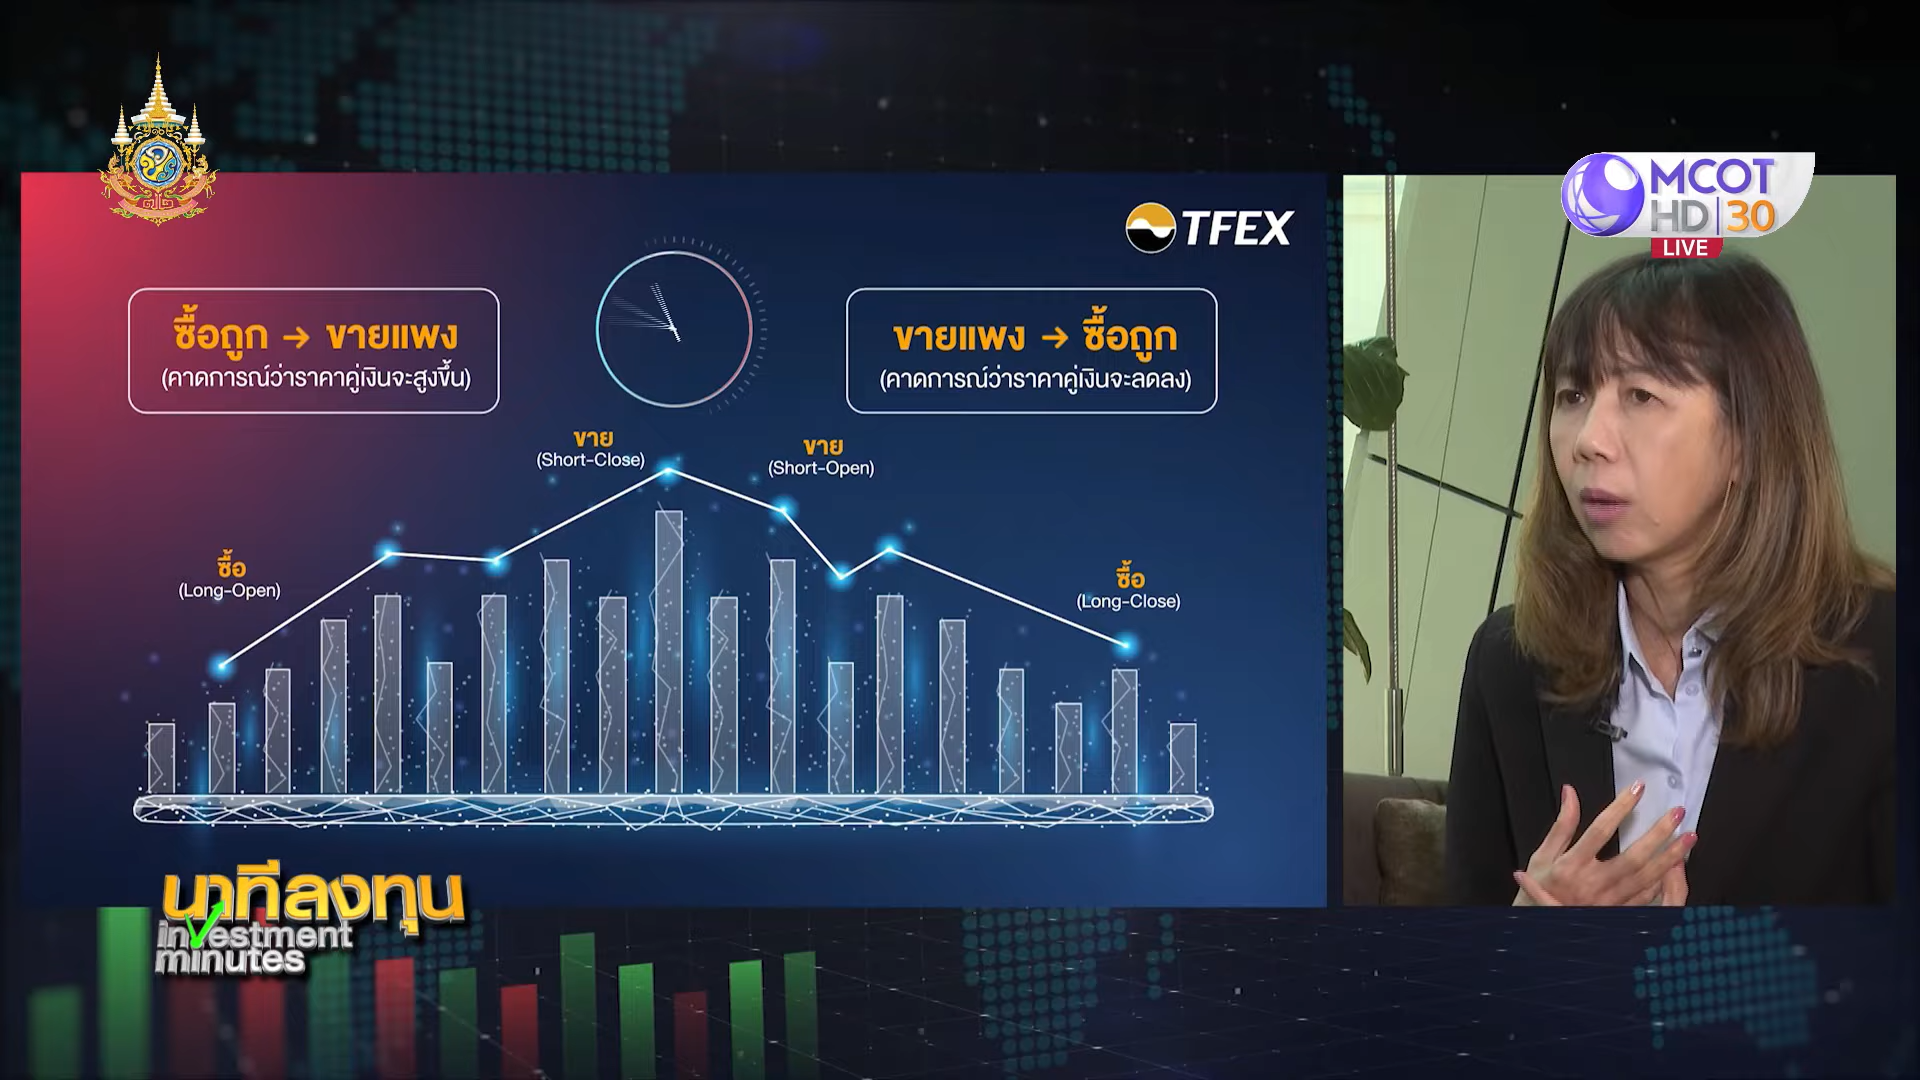 MCOT
HD|30
LIVE
TFEX
ซื้อถูก → ขายแพง
(คาดการณ์ว่าราคาคู่เงินจะสูงขึ้น)
ขายแพง → ซื้อถูก
(คาดการณ์ว่าราคาคู่เงินจะลดลง)
ขาย
(Short-Close)
ขาย
(Short-Open)
ซื้อ
(Long-Open)
ซื้อ
(Long-Close)
นาทีลงทุน
investment
minutes
๗๒